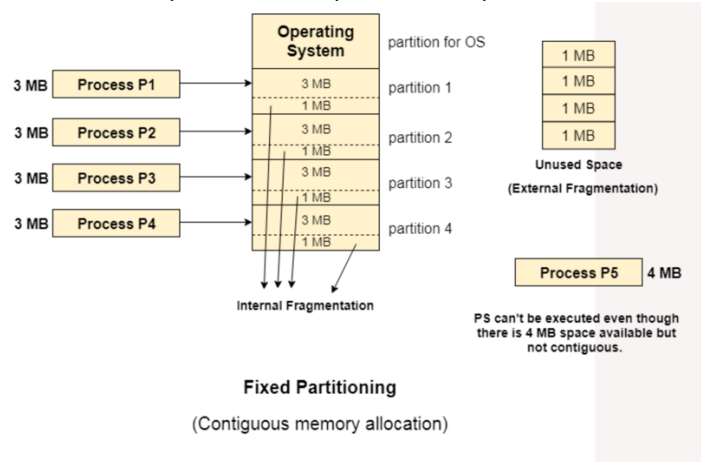 Operating
System
partition for OS
3 MB
Process P1
3 MB
1 MB
partition 1
3 MB
Process P2
3 MB
1 MB
partition 2
3 MB
Process P3
3 MB
1 MB
partition 3
3 MB
Process P4
3 MB
1 MB
partition 4
Internal Fragmentation
1 MB
1 MB
1 MB
1 MB
Unused Space
(External Fragmentation)
Process P5
4 MB
PS can't be executed even though
there is 4 MB space available but
not contiguous.
Fixed Partitioning
(Contiguous memory allocation)